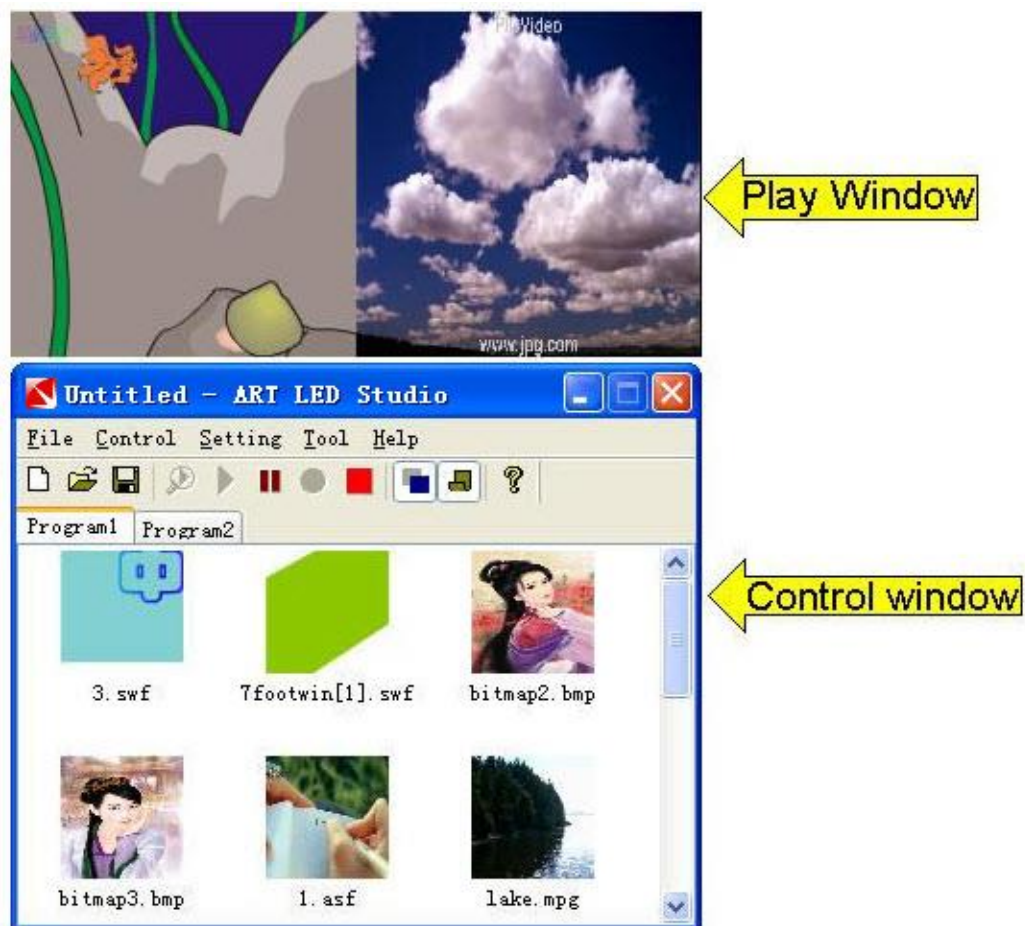 PlayVideo
Play Window
www.jpg.com
Untitled - ART LED Studio
File Control Setting Tool Help
Program1 Program2
Control window
3.swf 7footwin[1].swf bitmap2.bmp
bitmap3.bmp 1.asf lake.mpg